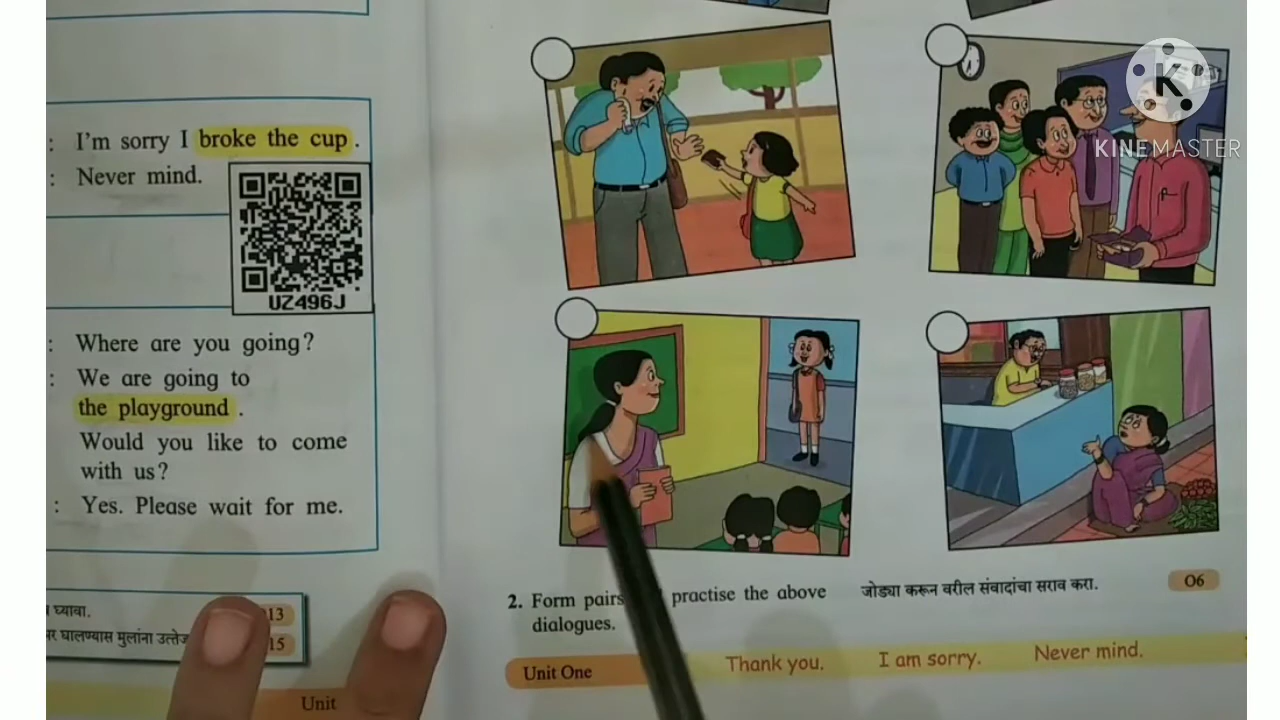 : I'm sorry I broke the cup.
: Never mind.
UZ496J
: Where are you going?
: We are going to
the playground.
Would you like to come
with us?
: Yes. Please wait for me.
घ्यावा.
13
घालण्यास मुलांना
15
Unit
K
KINEMASTER
2. Form pairs practise the above
dialogues.
जोड्या करून वरील संवादांचा सराव करा.
06
Unit One
Thank you. I am sorry. Never mind.